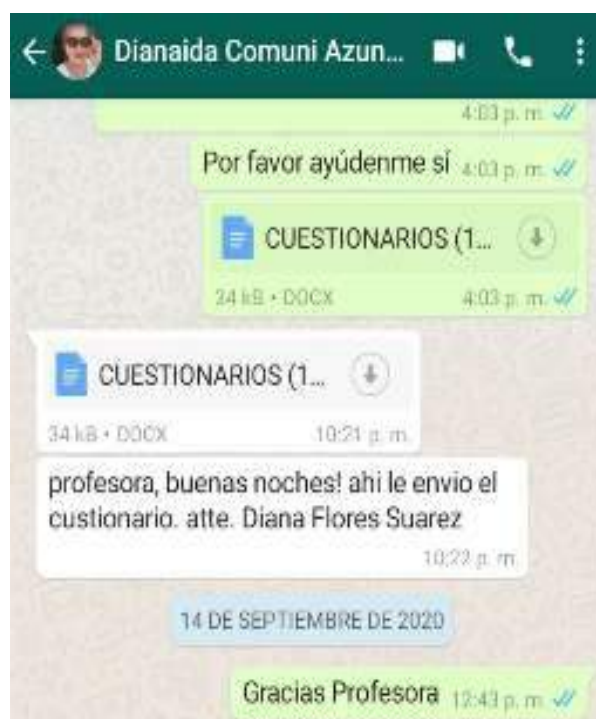 Dianaida Comuni Azun...
4:03 p. m.
Por favor ayúdenme sí 4:03 p. m.
CUESTIONARIOS (1...
34 kB • DOCX 4:03 p. m.
CUESTIONARIOS (1...
34 kB • DOCX 10:21 p. m.
profesora, buenas noches! ahi le envio el
custionario. atte. Diana Flores Suarez
10:22 p. m.
14 DE SEPTIEMBRE DE 2020
Gracias Profesora 12:43 p. m.